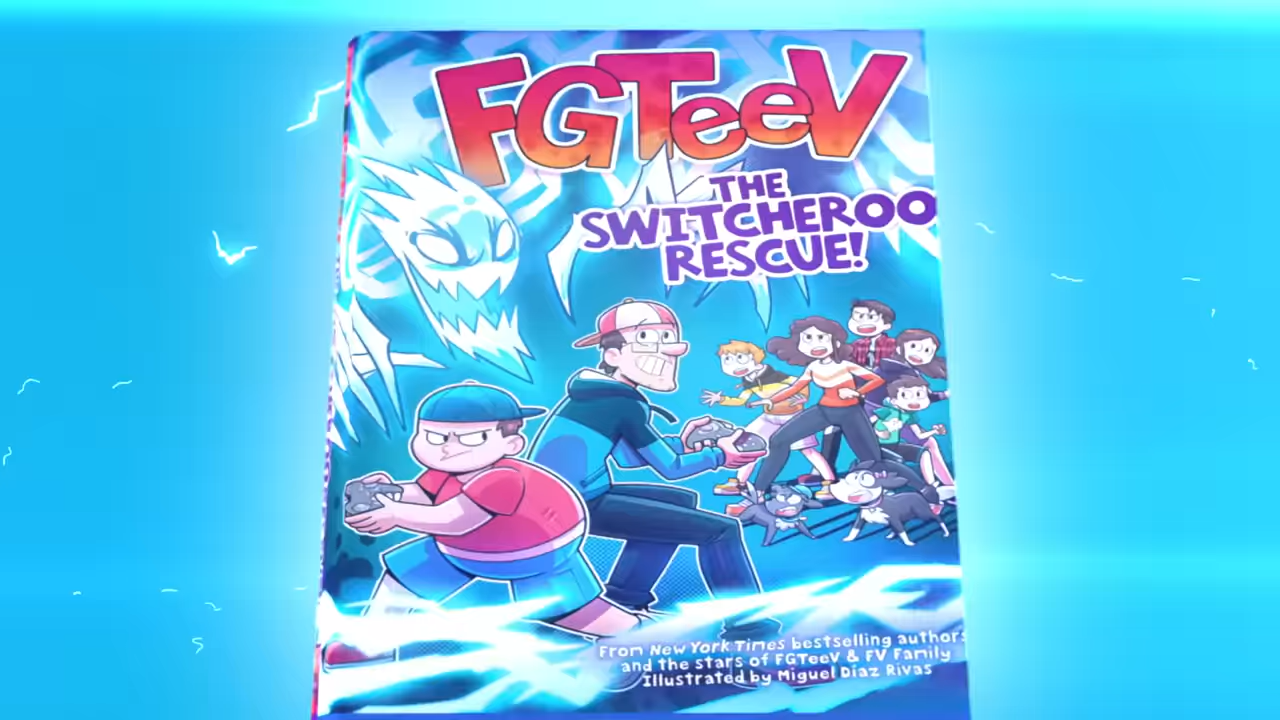 FGTeeV
THE
SWITCHEROO
RESCUE!
From New York Times bestselling authors
and the stars of FGTeeV & FV Family
Illustrated by Miguel Díaz Rivas